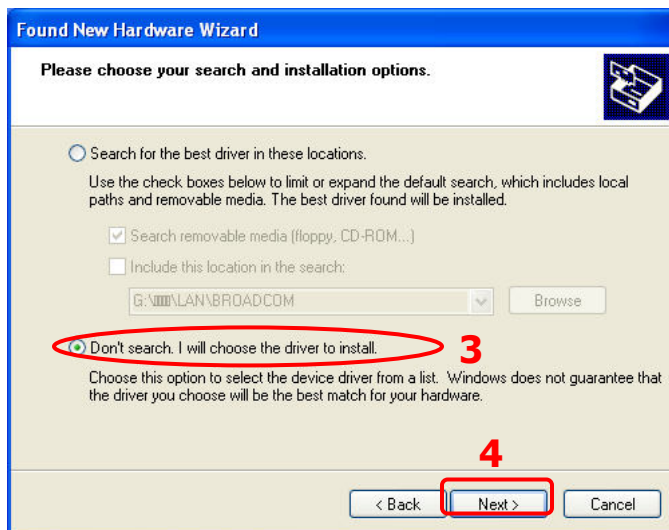 Found New Hardware Wizard
Please choose your search and installation options.
Search for the best driver in these locations.
Use the check boxes below to limit or expand the default search, which includes local
paths and removable media. The best driver found will be installed.
Search removable media (floppy, CD-ROM...)
Include this location in the search:
\LAN\BROADCOM
Browse
Don't search. I will choose the driver to install.
3
Choose this option to select the device driver from a list. Windows does not guarantee that
the driver you choose will be the best match for your hardware.
4
< Back
Next >
Cancel